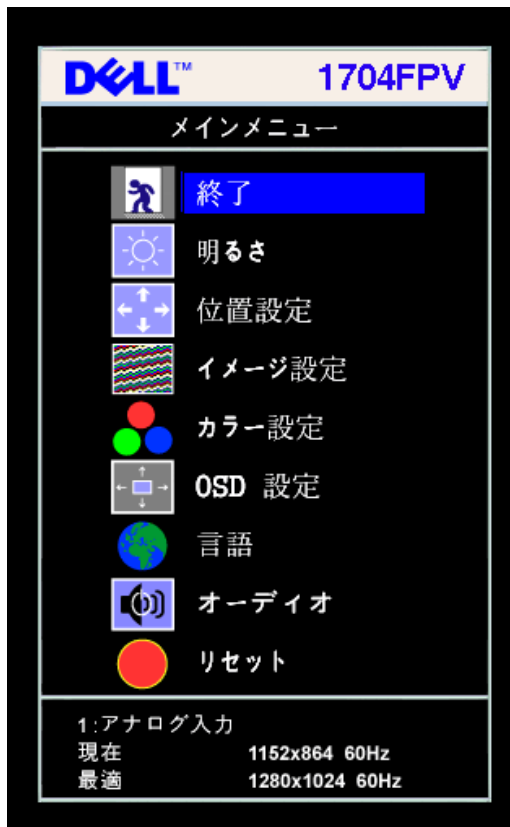 DELL™ 1704FPV
メインメニュー
終了
明るさ
位置設定
イメージ設定
カラー設定
OSD 設定
言語
オーディオ
リセット
1:アナログ入力
現在 1152x864 60Hz
最適 1280x1024 60Hz